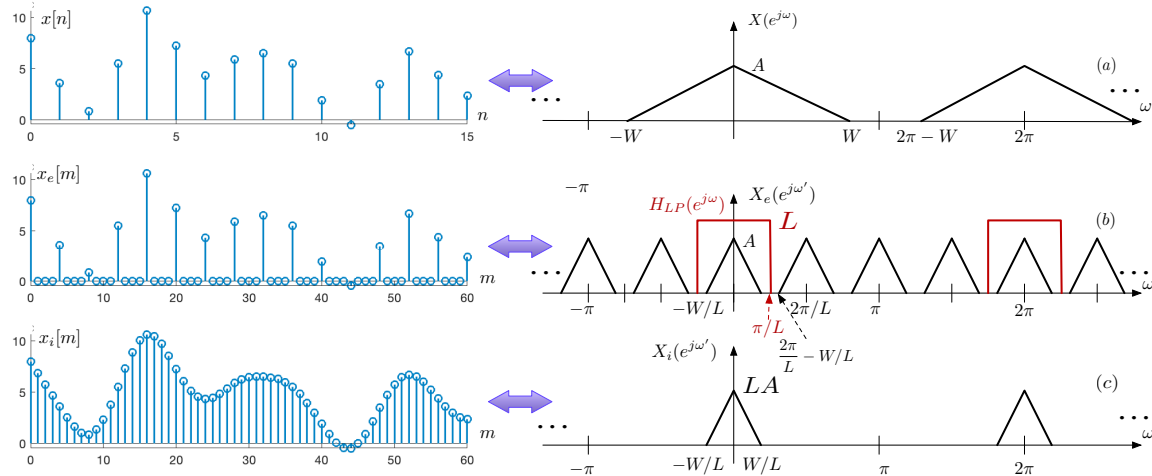 x[n]
10
5
0
0 5 10 15
n
X(e^{jω})
A
(a)
...
...
ω
−W W 2π − W 2π
x_e[m]
10
5
0
0 10 20 30 40 50 60
m
−π
X_e(e^{jω′})
H_{LP}(e^{jω})
L
A
(b)
...
...
ω
−π −W/L 2π/L π 2π
π/L
2π/L − W/L
x_i[m]
10
5
0
0 10 20 30 40 50 60
m
X_i(e^{jω′})
LA
(c)
...
...
ω
−π −W/L W/L π 2π